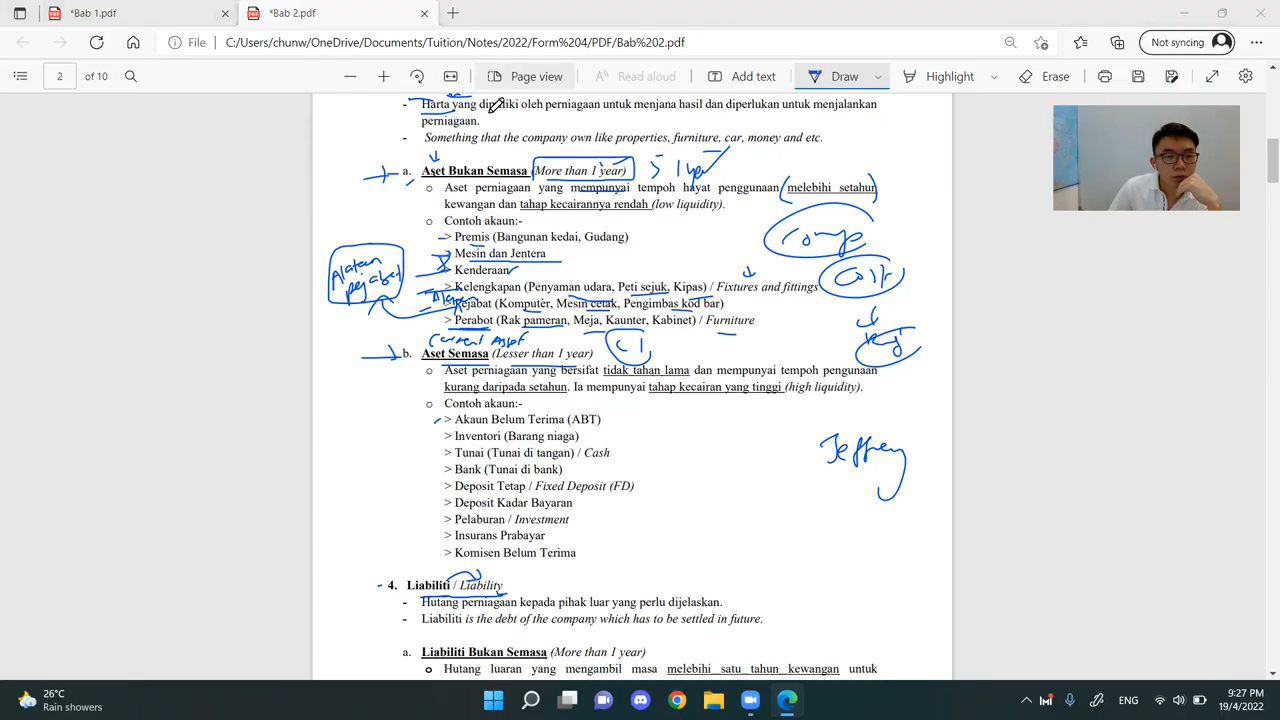 *Bab 1.pdf
*Bab 2.pdf
File C:/Users/chunw/OneDrive/Documents/Tuition/Notes/2022/Form%204/PDF/Bab%202.pdf
Not syncing
2 of 10
Page view
Read aloud
Add text
Draw
Highlight
Erase
- Harta yang dimiliki oleh perniagaan untuk menjana hasil dan diperlukan untuk menjalankan
perniagaan.
- Something that the company own like properties, furniture, car, money and etc.
a. Aset Bukan Semasa (More than 1 year) 5 1 year
o Aset perniagaan yang mempunyai tempoh hayat penggunaan melebihi setahun
kewangan dan tahap kecairannya rendah (low liquidity).
o Contoh akaun:-
> Premis (Bangunan kedai, Gudang)
> Mesin dan Jentera
> Kenderaan
Alatan
pejabat
> Kelengkapan (Penyaman udara, Peti sejuk, Kipas) / Fixtures and fittings
Pejabat (Komputer, Mesin cetak, Pengimbas kod bar)
> Perabot (Rak pameran, Meja, Kaunter, Kabinet) / Furniture
Current Asset
b. Aset Semasa (Lesser than 1 year) <1
o Aset perniagaan yang bersifat tidak tahan lama dan mempunyai tempoh pengunaan
kurang daripada setahun. Ia mempunyai tahap kecairan yang tinggi (high liquidity).
o Contoh akaun:-
> Akaun Belum Terima (ABT)
> Inventori (Barang niaga)
> Tunai (Tunai di tangan) / Cash
Jeffrey
> Bank (Tunai di bank)
> Deposit Tetap / Fixed Deposit (FD)
> Deposit Kadar Bayaran
> Pelaburan / Investment
> Insurans Prabayar
> Komisen Belum Terima
4. Liabiliti / Liability
- Hutang perniagaan kepada pihak luar yang perlu dijelaskan.
- Liabiliti is the debt of the company which has to be settled in future.
a. Liabiliti Bukan Semasa (More than 1 year)
o Hutang luaran yang mengambil masa melebihi satu tahun kewangan untuk
26°C
Rain showers
ENG
9:27 PM
19/4/2022